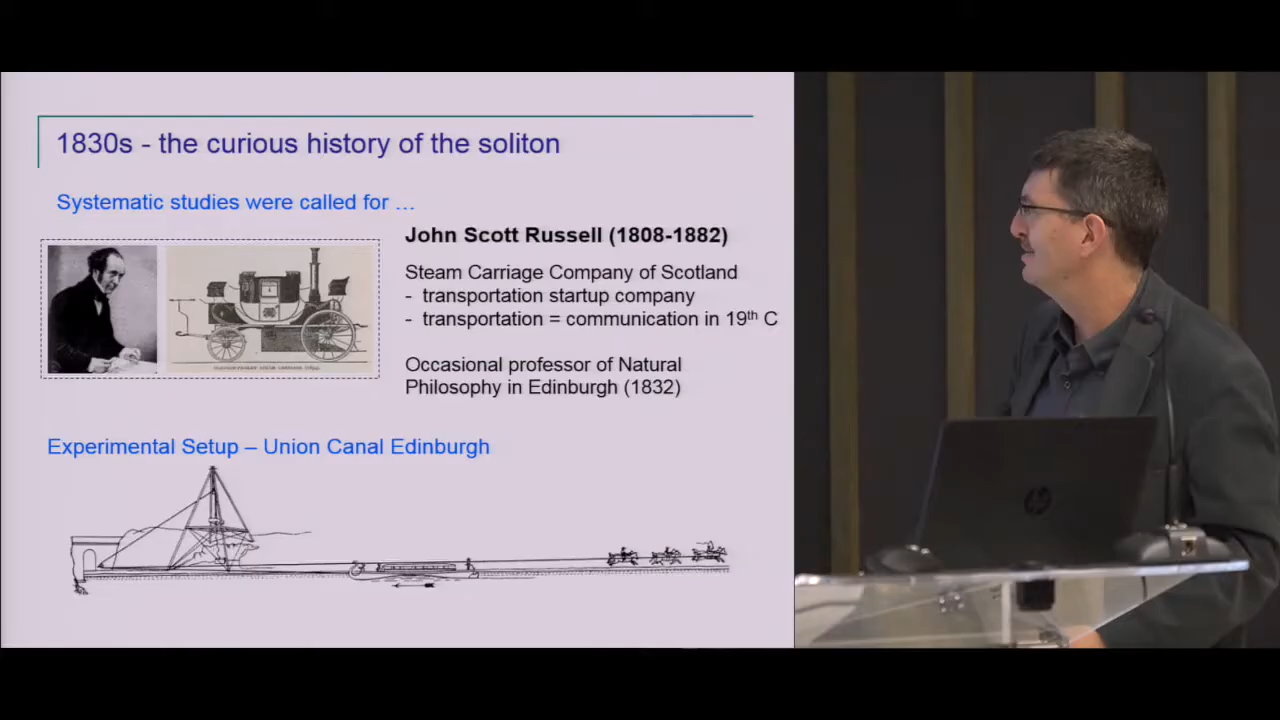 1830s - the curious history of the soliton
Systematic studies were called for …
John Scott Russell (1808-1882)
Steam Carriage Company of Scotland
- transportation startup company
- transportation = communication in 19th C
Occasional professor of Natural
Philosophy in Edinburgh (1832)
Experimental Setup – Union Canal Edinburgh
hp